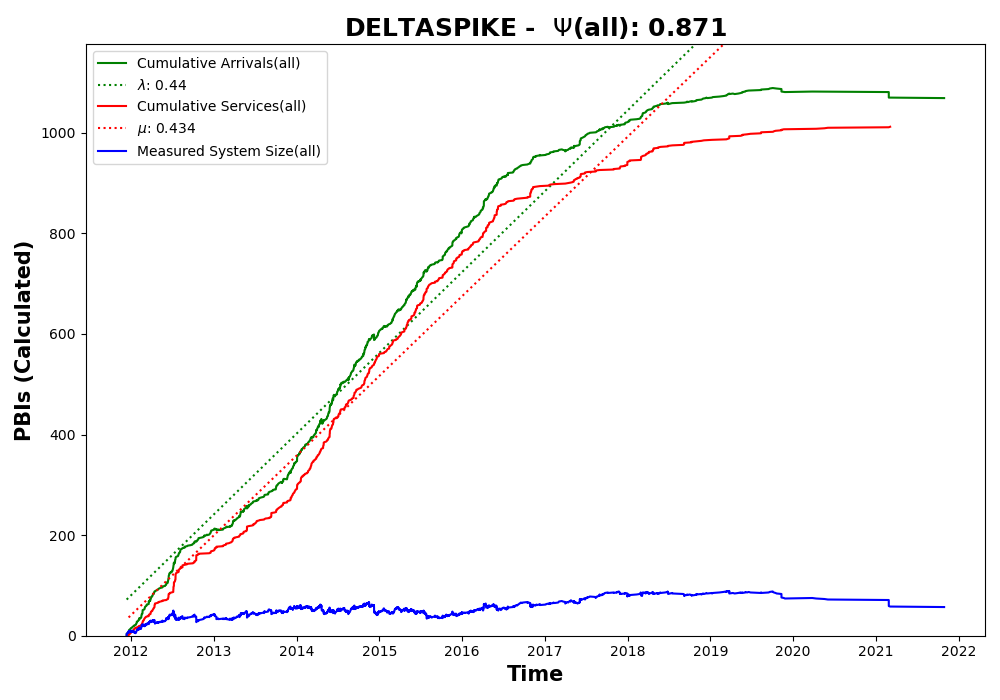 DELTASPIKE - Ψ(all): 0.871
Cumulative Arrivals(all)
λ: 0.44
Cumulative Services(all)
μ: 0.434
Measured System Size(all)
PBIs (Calculated)
1000
800
600
400
200
0
2012 2013 2014 2015 2016 2017 2018 2019 2020 2021 2022
Time